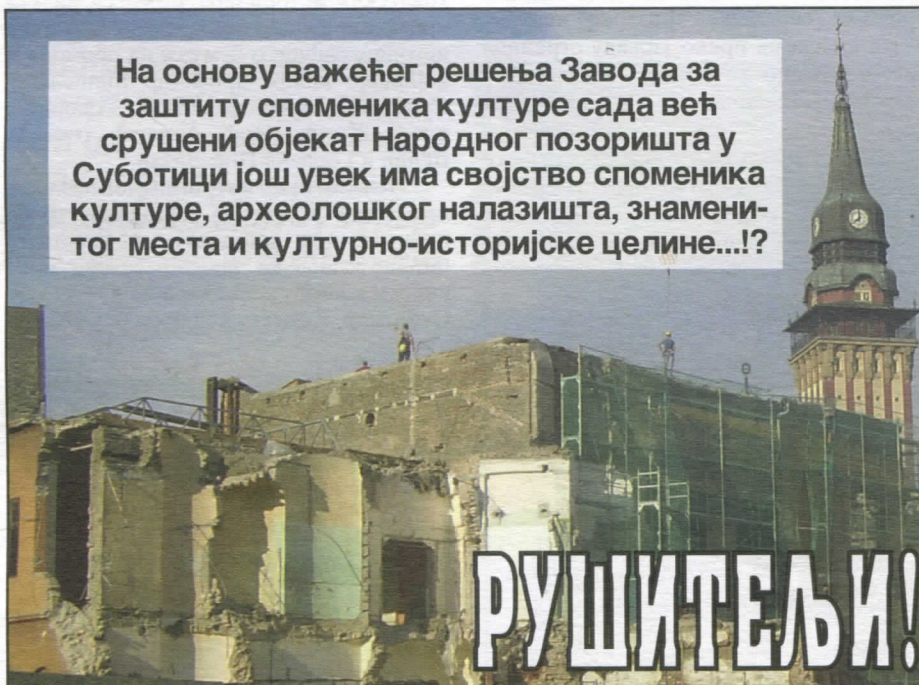 На основу важећег решења Завода за
заштиту споменика културе сада већ
срушени објекат Народног позоришта у
Суботици још увек има својство споменика
културе, археолошког налазишта, знамени-
тог места и културно-историјске целине...!?
РУШИТЕЉИ!